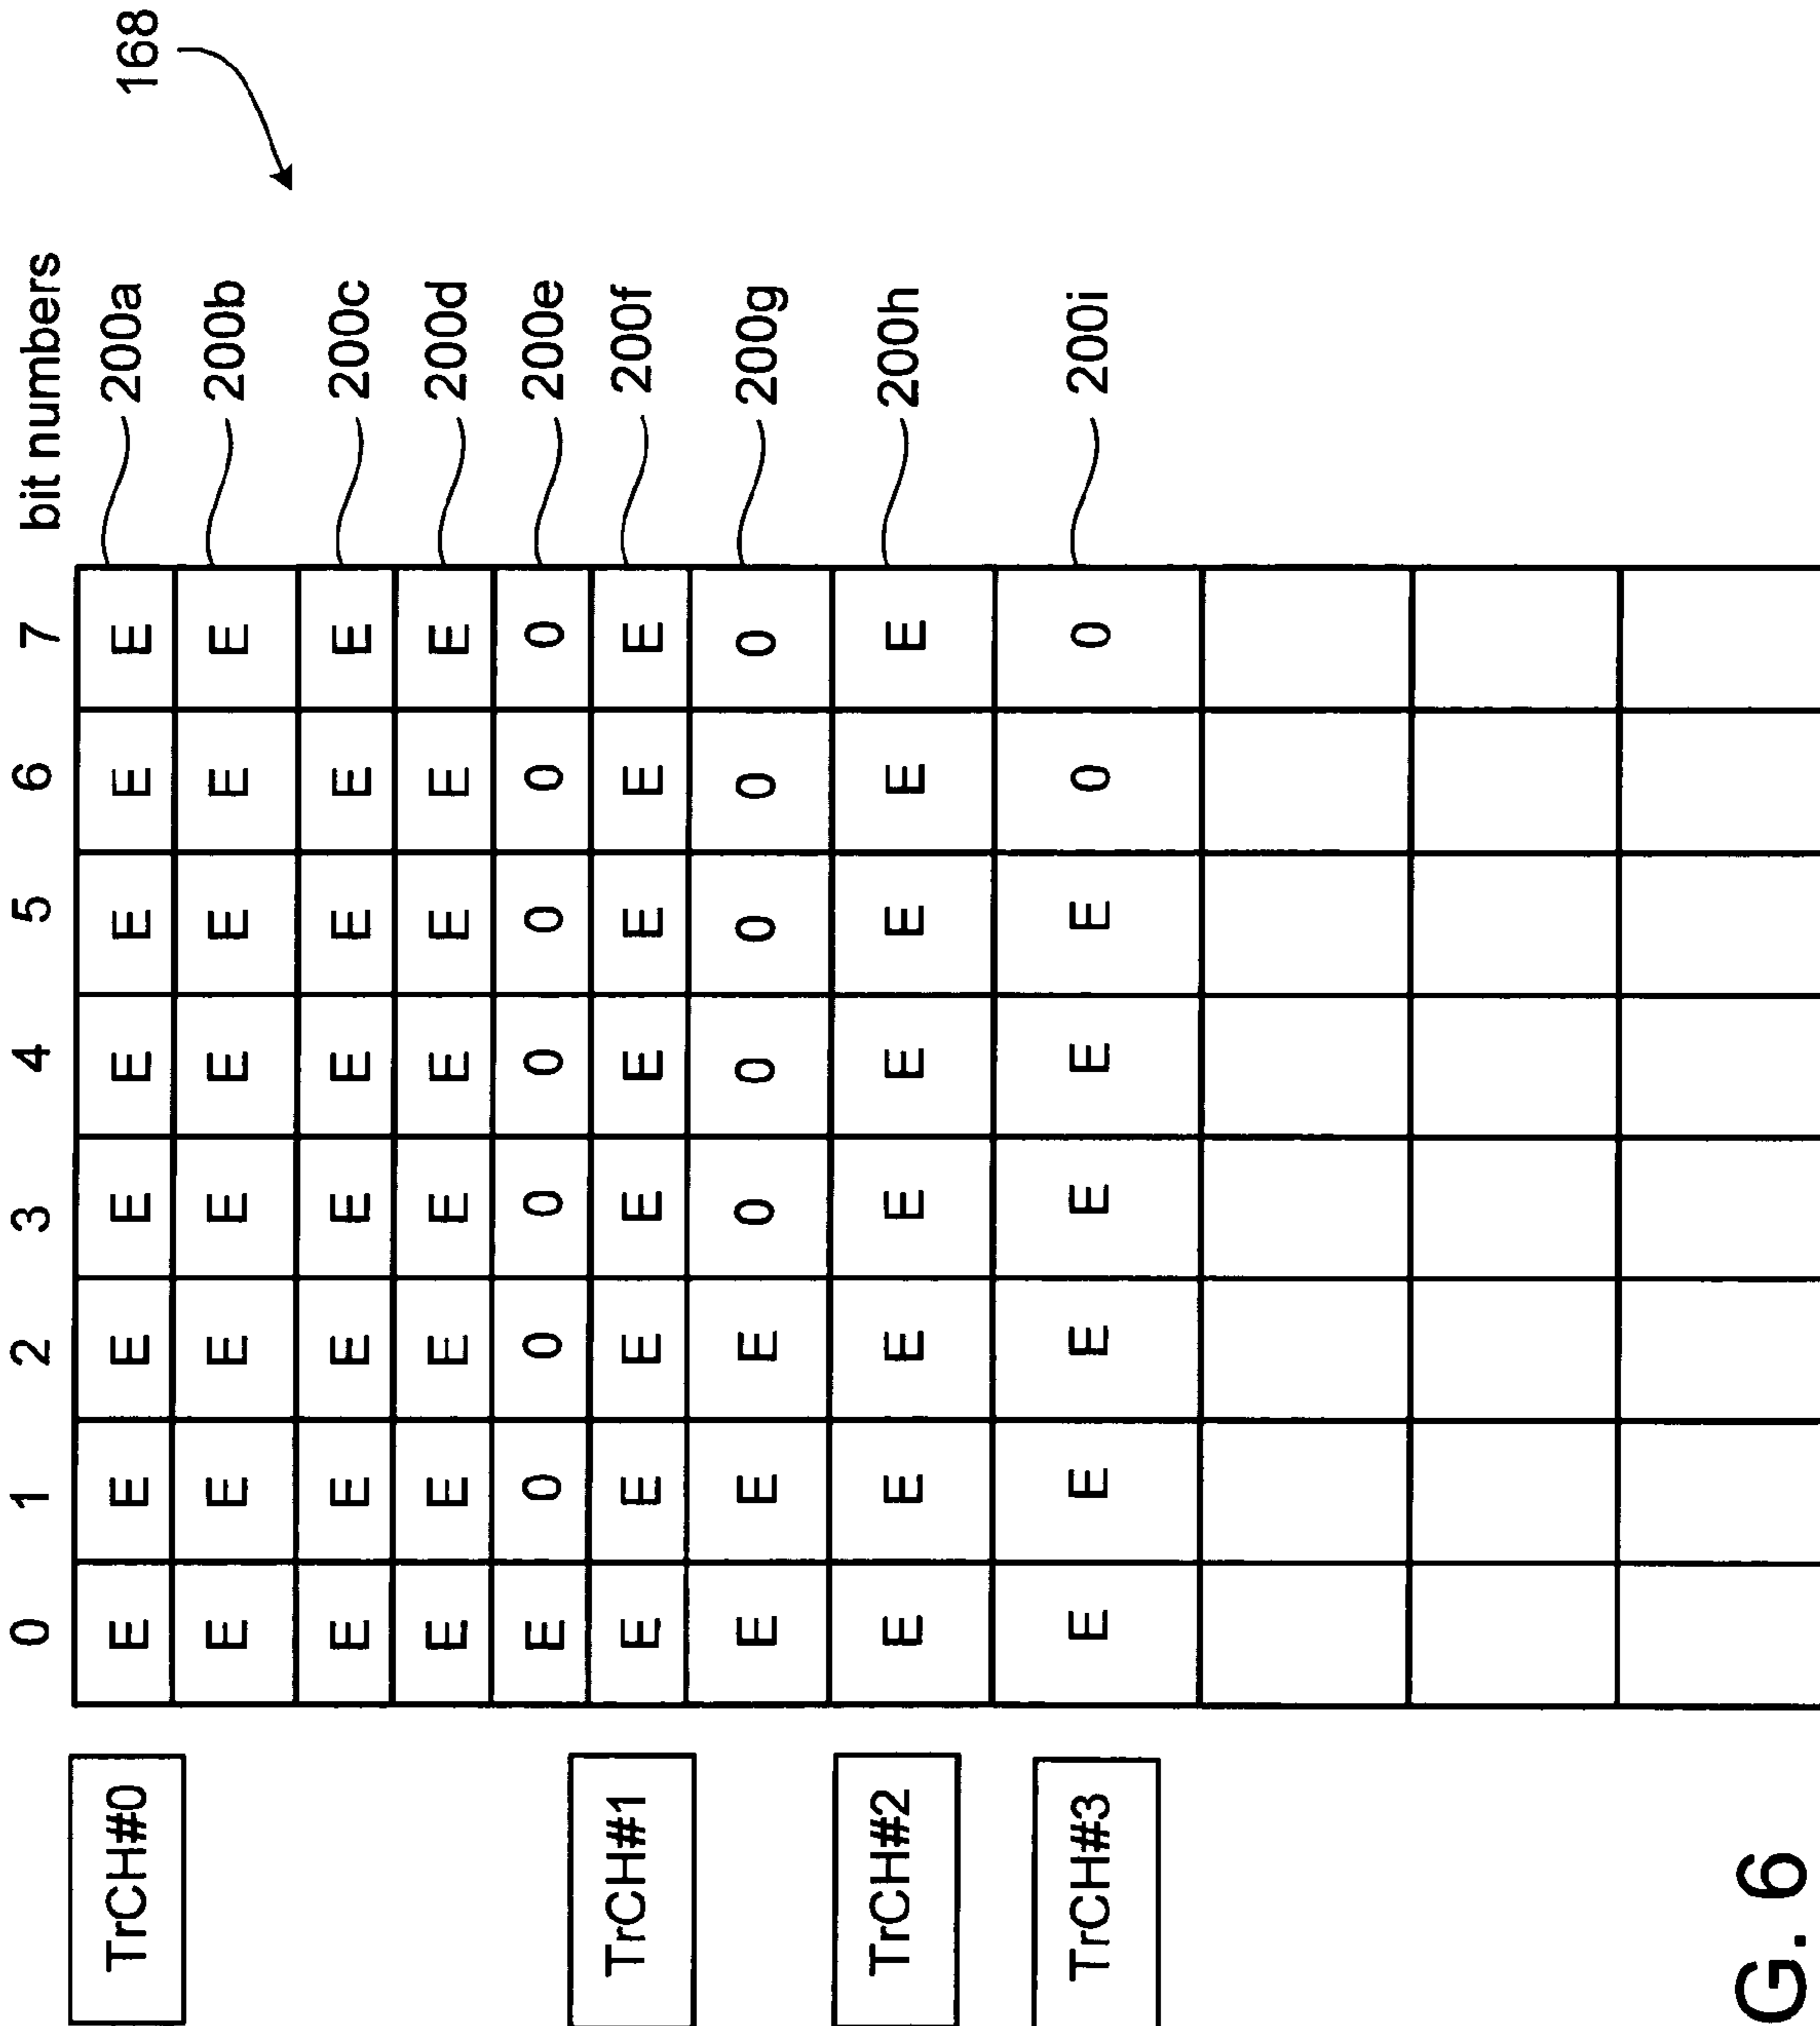 0 1 2 3 4 5 6 7 bit numbers
TrCH#0 E E E E E E E E 200a 168
E E E E E E E E 200b
E E E E E E E E 200c
E E E E E E E E 200d
E 0 0 0 0 0 0 0 200e
TrCH#1 E E E E E E E E 200f
E E E 0 0 0 0 0 200g
TrCH#2 E E E E E E E E 200h
TrCH#3 E E E E E E 0 0 200i
G. 6